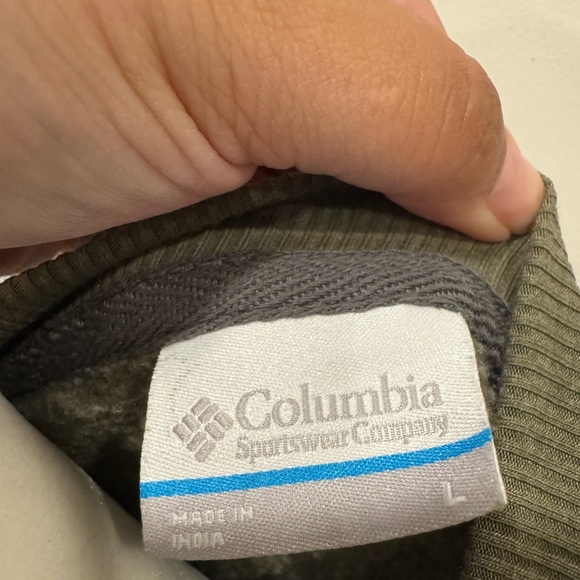 Columbia
Sportswear Company
L
MADE IN
INDIA